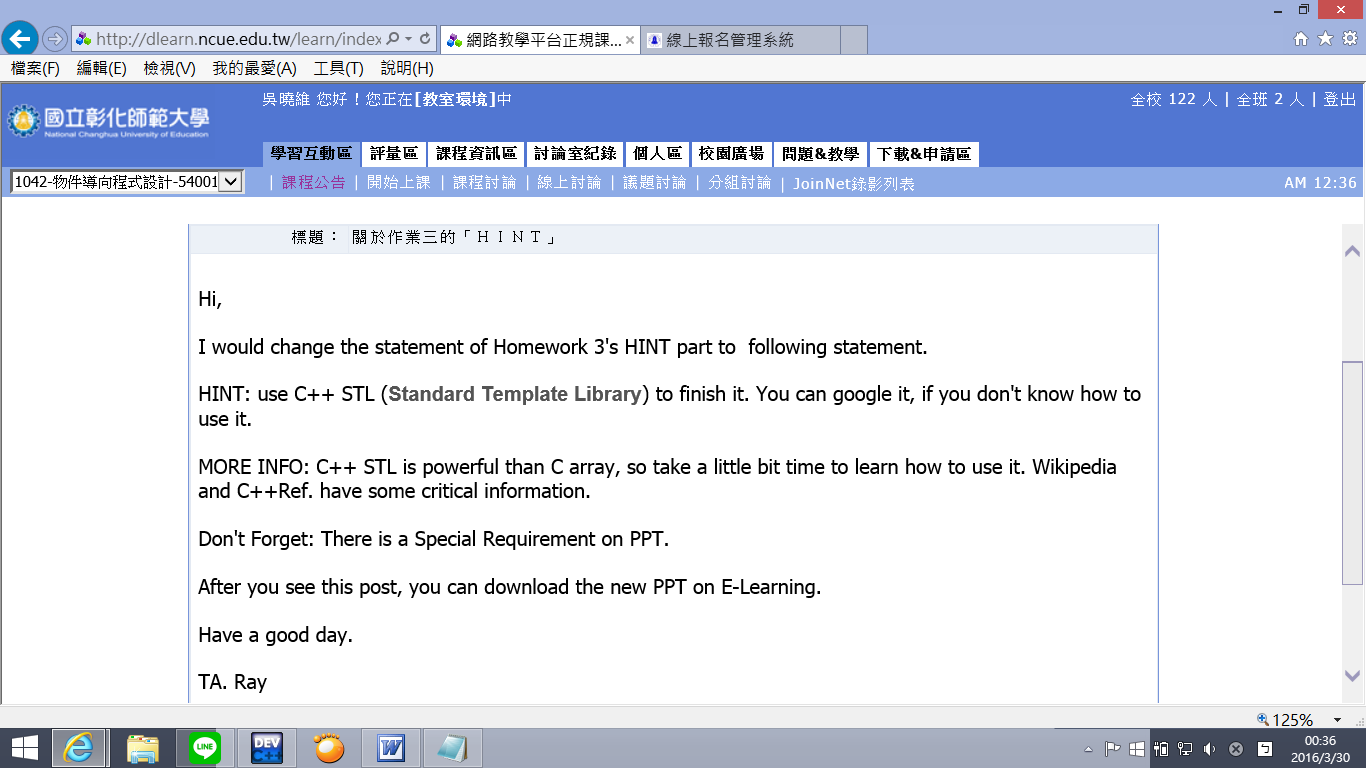 http://dlearn.ncue.edu.tw/learn/index
網路教學平台正規課...
線上報名管理系統
檔案(F) 編輯(E) 檢視(V) 我的最愛(A) 工具(T) 說明(H)
國立彰化師範大學
National Changhua University of Education
吳曉維 您好！您正在[教室環境]中
全校 122 人 | 全班 2 人 | 登出
學習互動區 評量區 課程資訊區 討論室紀錄 個人區 校園廣場 問題&教學 下載&申請區
1042-物件導向程式設計-54001
| 課程公告 | 開始上課 | 課程討論 | 線上討論 | 議題討論 | 分組討論 | JoinNet錄影列表
AM 12:36
標題： 關於作業三的「ＨＩＮＴ」
Hi,
I would change the statement of Homework 3's HINT part to following statement.
HINT: use C++ STL (Standard Template Library) to finish it. You can google it, if you don't know how to
use it.
MORE INFO: C++ STL is powerful than C array, so take a little bit time to learn how to use it. Wikipedia
and C++Ref. have some critical information.
Don't Forget: There is a Special Requirement on PPT.
After you see this post, you can download the new PPT on E-Learning.
Have a good day.
TA. Ray
125%
LINE
DEV
C++
00:36
2016/3/30